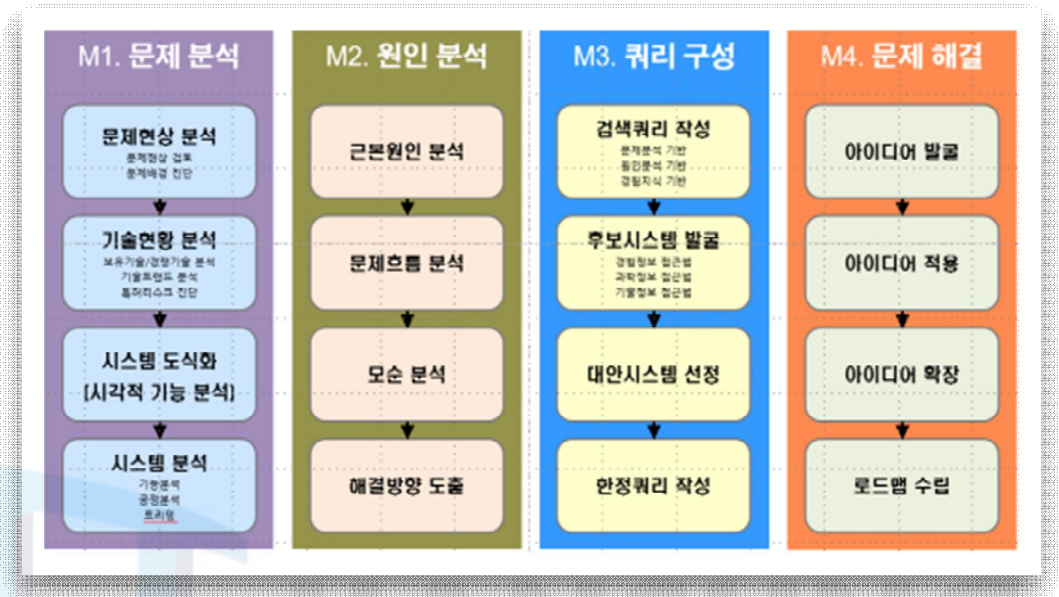 M1. 문제 분석
문제현상 분석
문제현상 검토
문제배경 진단
기술현황 분석
보유기술/경쟁기술 분석
기술트렌드 분석
특허리스크 진단
시스템 도식화
(시각적 기능 분석)
시스템 분석
기능분석
공정분석
트리밍
M2. 원인 분석
근본원인 분석
문제흐름 분석
모순 분석
해결방향 도출
M3. 쿼리 구성
검색쿼리 작성
문제분석 기반
원인분석 기반
경험지식 기반
후보시스템 발굴
경험정보 접근법
과학정보 접근법
기술정보 접근법
대안시스템 선정
한정쿼리 작성
M4. 문제 해결
아이디어 발굴
아이디어 적용
아이디어 확장
로드맵 수립